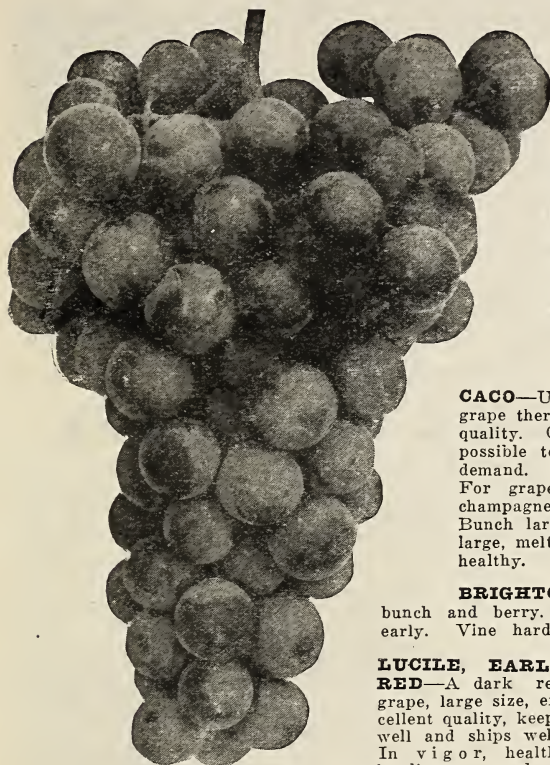 CACO—U
grape ther
quality. C
possible to
demand.
For grape
champagne
Bunch lar
large, melt
healthy.
BRIGHTO
bunch and berry.
early. Vine hard
LUCILE, EARL
RED—A dark re
grape, large size, ex
cellent quality, keep
well and ships wel
In vigor, healt